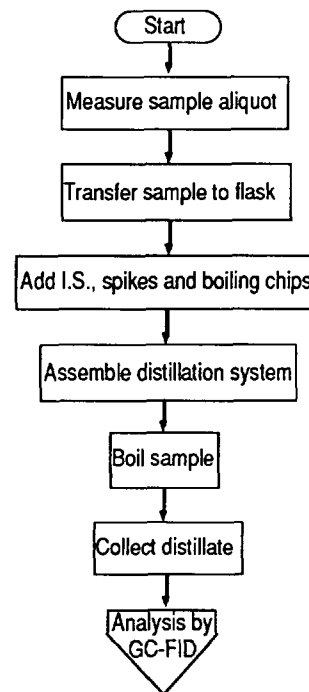 Start
Measure sample aliquot
Transfer sample to flask
Add I.S., spikes and boiling chips
Assemble distillation system
Boil sample
Collect distillate
Analysis by
GC-FID